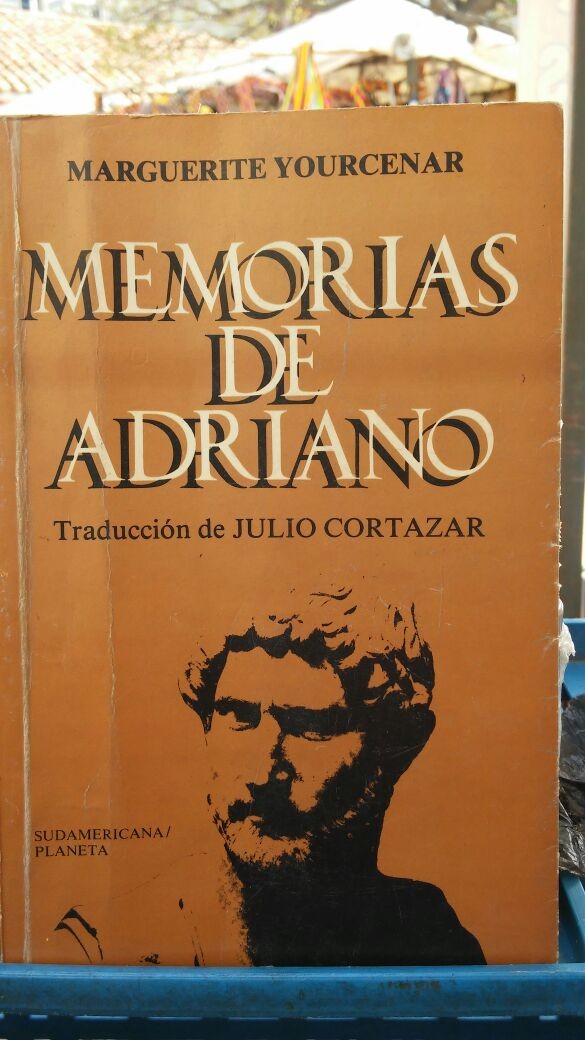 MARGUERITE YOURCENAR
MEMORIAS
DE
ADRIANO
Traducción de JULIO CORTAZAR
SUDAMERICANA/
PLANETA